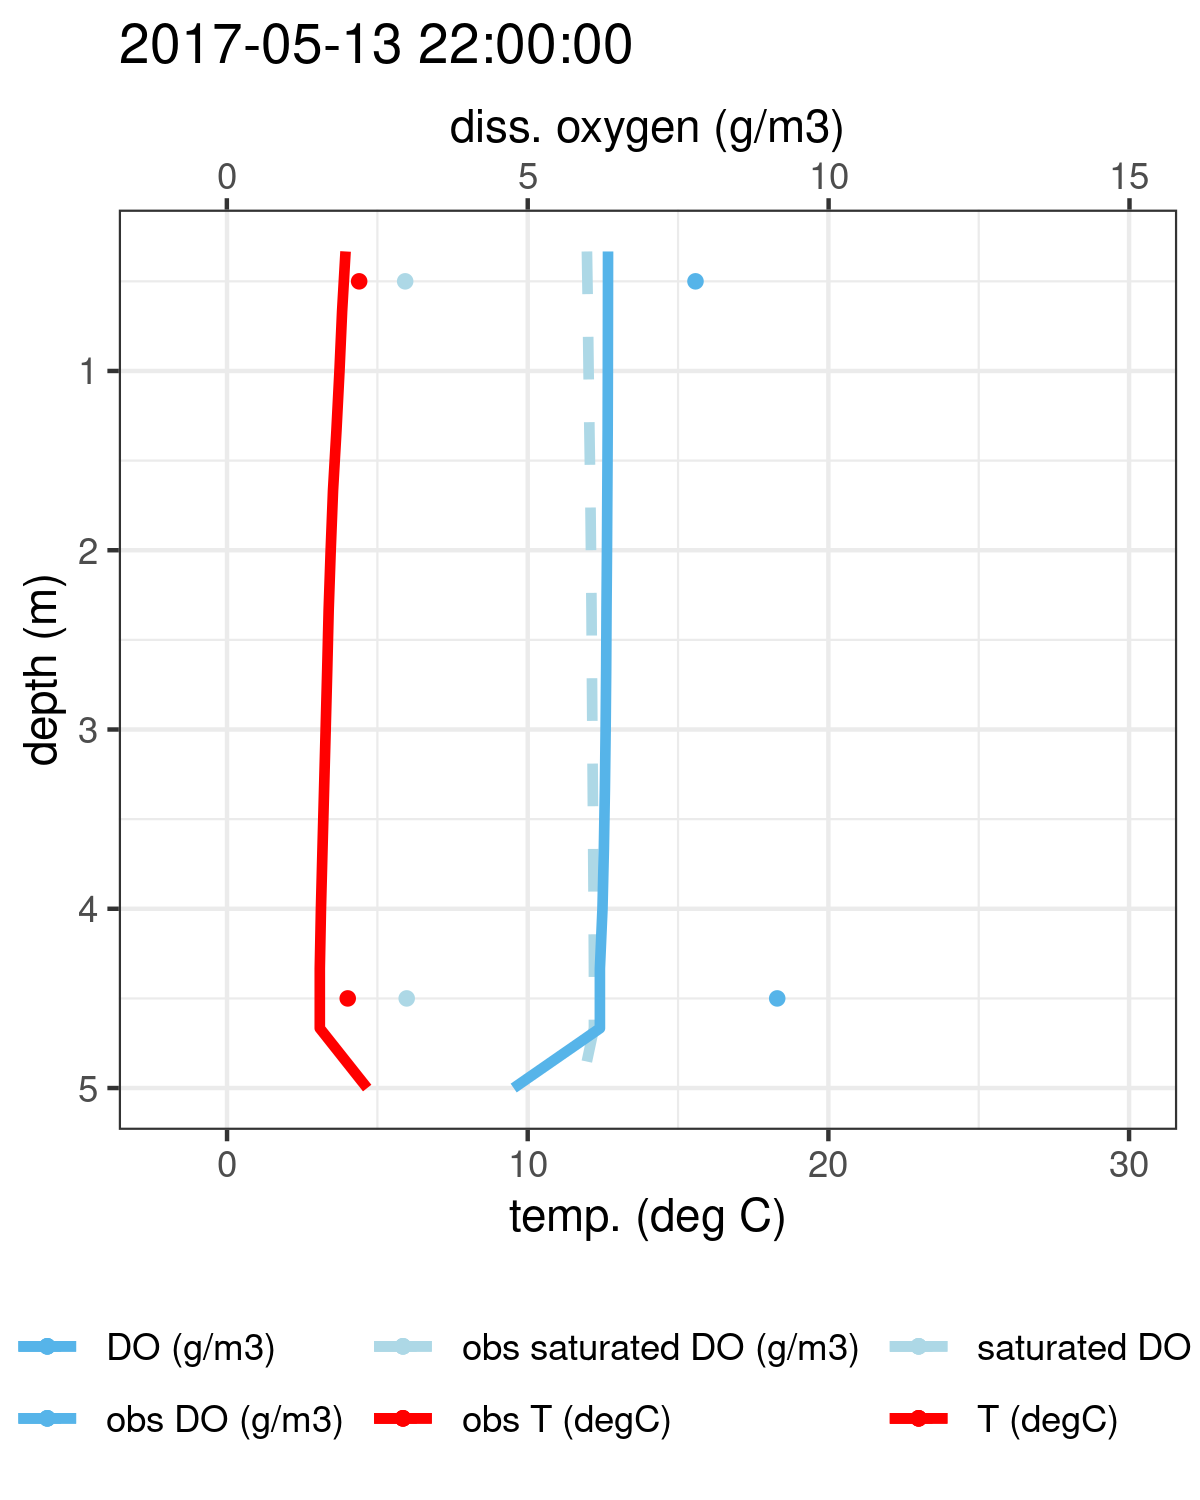 2017-05-13 22:00:00
diss. oxygen (g/m3)
0 5 10 15
1
2
3
4
5
depth (m)
0 10 20 30
temp. (deg C)
DO (g/m3) obs saturated DO (g/m3) saturated DO
obs DO (g/m3) obs T (degC) T (degC)